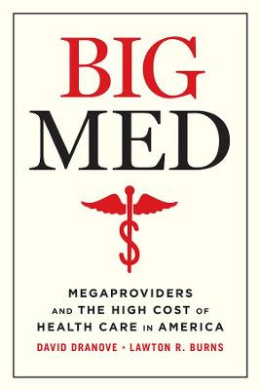 BIG
MED
MEGAPROVIDERS
AND THE HIGH COST OF
HEALTH CARE IN AMERICA
DAVID DRANOVE • LAWTON R. BURNS